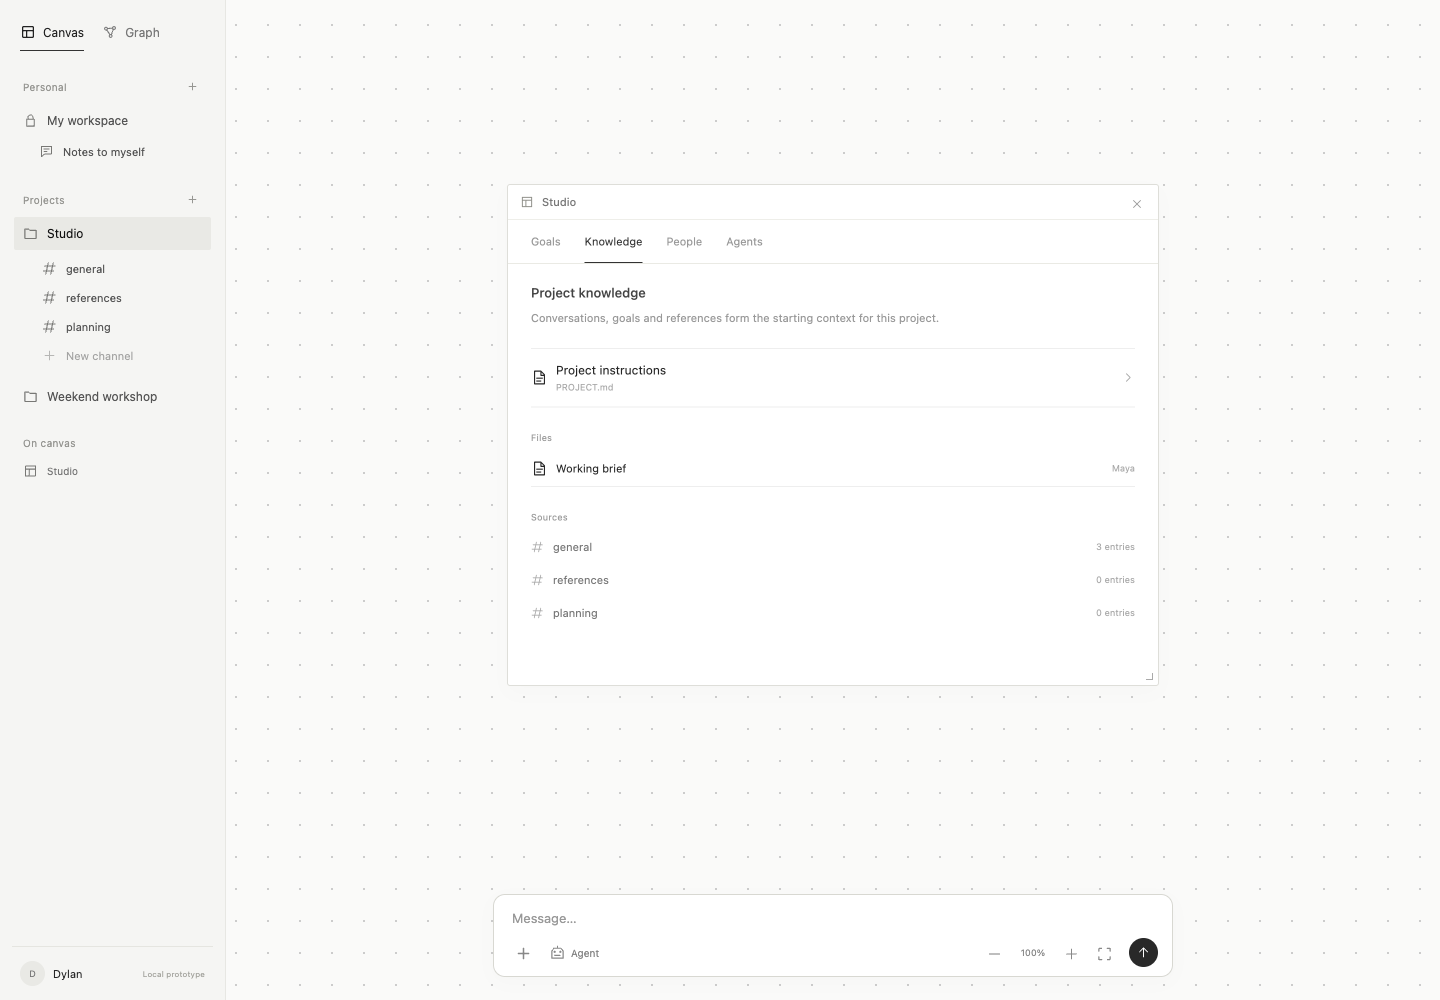 Canvas
Graph
Personal
My workspace
Notes to myself
Projects
Studio
general
references
planning
New channel
Weekend workshop
On canvas
Studio
D
Dylan
Local prototype
Studio
Goals
Knowledge
People
Agents
Project knowledge
Conversations, goals and references form the starting context for this project.
Project instructions
PROJECT.md
Files
Working brief
Maya
Sources
general
3 entries
references
0 entries
planning
0 entries
Message...
Agent
100%